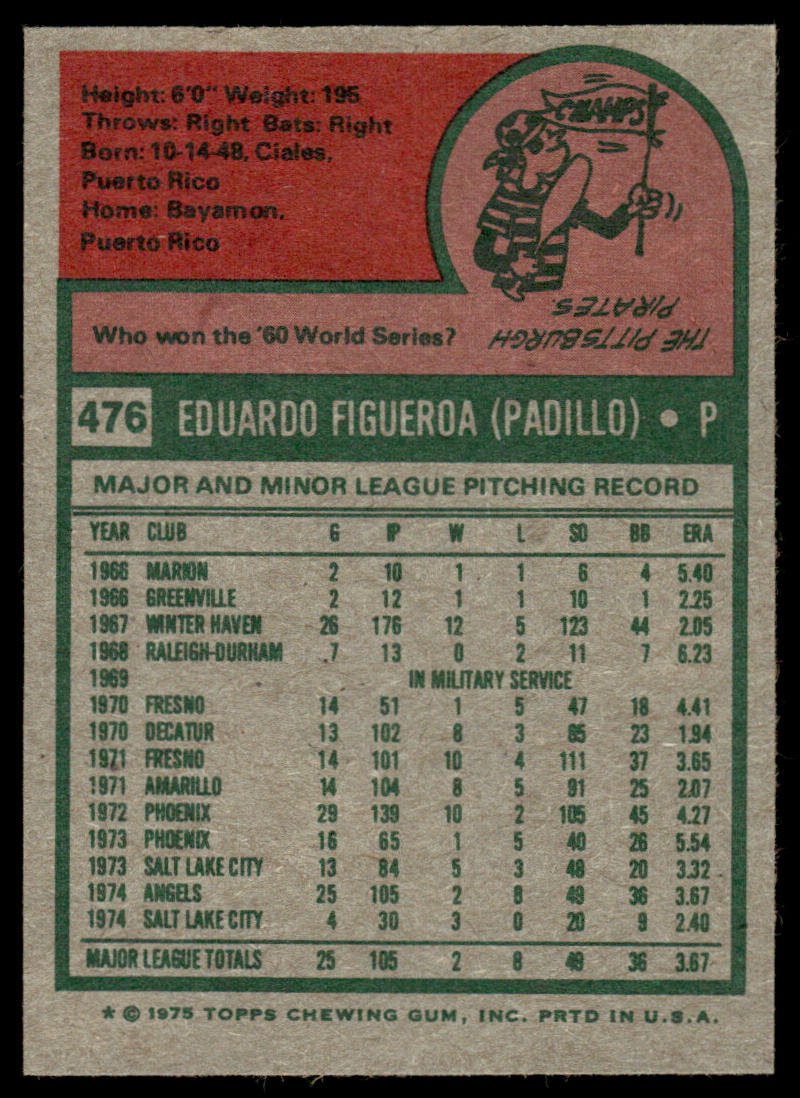 Height: 6'0" Weight: 195
Throws: Right Bats: Right
Born: 10-14-48, Ciales,
Puerto Rico
Home: Bayamon,
Puerto Rico
CHAMPS
Who won the '60 World Series?
THE PITTSBURGH
PIRATES.
476 EDUARDO FIGUEROA (PADILLO) • P
MAJOR AND MINOR LEAGUE PITCHING RECORD
YEAR CLUB G IP W L SO BB ERA
1966 MARION 2 10 1 1 6 4 5.40
1966 GREENVILLE 2 12 1 1 10 1 2.25
1967 WINTER HAVEN 26 176 12 5 123 44 2.05
1968 RALEIGH-DURHAM 7 13 0 2 11 7 6.23
1969 IN MILITARY SERVICE
1970 FRESNO 14 51 1 5 47 18 4.41
1970 DECATUR 13 102 8 3 85 23 1.94
1971 FRESNO 14 101 10 4 111 37 3.65
1971 AMARILLO 14 104 8 5 91 25 2.07
1972 PHOENIX 29 139 10 2 105 45 4.27
1973 PHOENIX 16 65 1 5 40 26 5.54
1973 SALT LAKE CITY 13 84 5 3 48 20 3.32
1974 ANGELS 25 105 2 8 49 36 3.67
1974 SALT LAKE CITY 4 30 3 0 20 9 2.40
MAJOR LEAGUE TOTALS 25 105 2 8 49 36 3.67
* © 1975 TOPPS CHEWING GUM, INC. PRTD IN U.S.A.